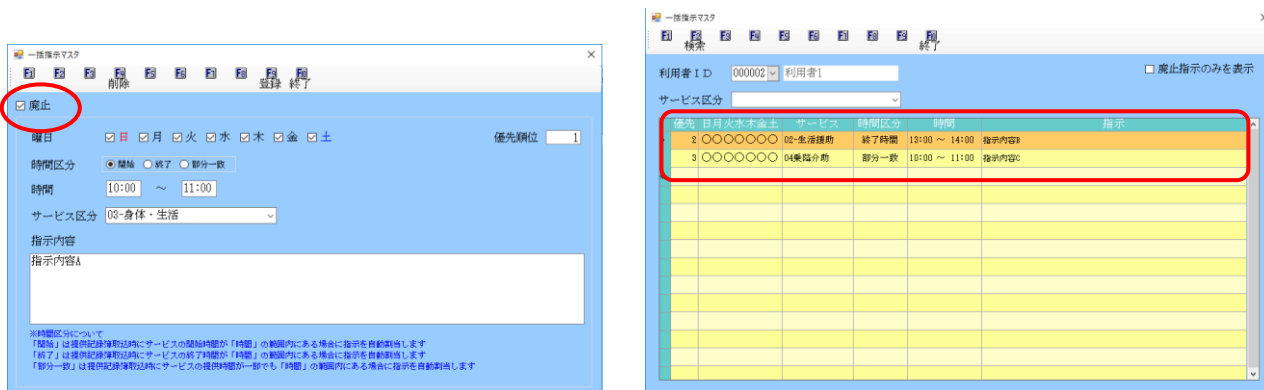 一括指示マスタ
F1 F2 F3 F4 F5 F6 F7 F8 F9 F10
削除 登録 終了
廃止
曜日 日 月 火 水 木 金 土 優先順位 1
時間区分 開始 終了 部分一致
時間 10:00 ～ 11:00
サービス区分 03-身体・生活
指示内容
指示内容A
※時間区分について
「開始」は提供記録簿取込時にサービスの開始時間が「時間」の範囲内にある場合に指示を自動割当します
「終了」は提供記録簿取込時にサービスの終了時間が「時間」の範囲内にある場合に指示を自動割当します
「部分一致」は提供記録簿取込時にサービスの提供時間が一部でも「時間」の範囲内にある場合に指示を自動割当します
一括指示マスタ
F1 F2 F3 F4 F5 F6 F7 F8 F9 F10
検索 終了
利用者ID 000002 利用者1 廃止指示のみを表示
サービス区分
優先 日月火水木金土 サービス 時間区分 時間 指示
2 〇〇〇〇〇〇〇 02-生活援助 終了時間 13:00 ～ 14:00 指示内容B
3 〇〇〇〇〇〇〇 04乗降介助 部分一致 10:00 ～ 11:00 指示内容C